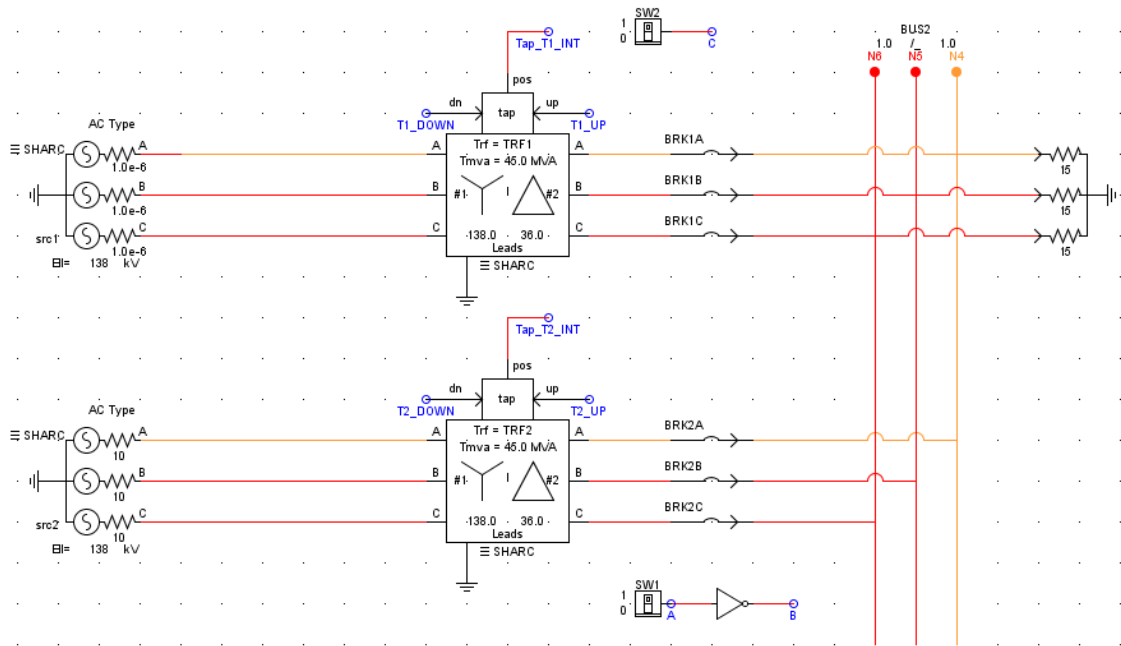 SW2
1
0
C
Tap_T1_INT
pos
BUS2
1.0 /_ 1.0
N6 N5 N4
dn tap up
T1_DOWN T1_UP
AC Type
SHARC
A
1.0e-6
B
1.0e-6
C
1.0e-6
src1
El= 138 kV
Trf = TRF1
Tmva = 45.0 MVA
A A
B #1 I #2 B
C C
138.0 36.0
Leads
SHARC
BRK1A
BRK1B
BRK1C
15
15
15
Tap_T2_INT
pos
dn tap up
T2_DOWN T2_UP
AC Type
SHARC
A
10
B
10
C
10
src2
El= 138 kV
Trf = TRF2
Tmva = 45.0 MVA
A A
B #1 I #2 B
C C
138.0 36.0
Leads
SHARC
BRK2A
BRK2B
BRK2C
SW1
1
0
A B